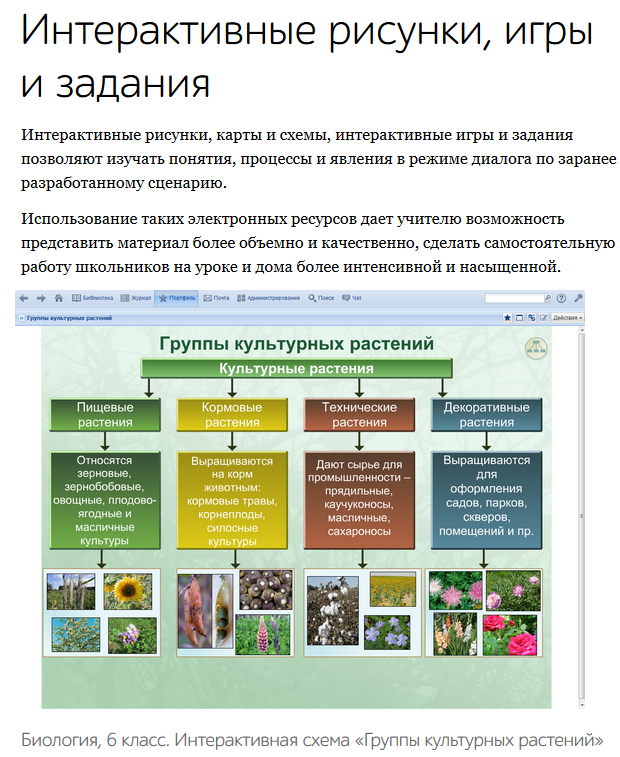 Интерактивные рисунки, игры
и задания
Интерактивные рисунки, карты и схемы, интерактивные игры и задания
позволяют изучать понятия, процессы и явления в режиме диалога по заранее
разработанному сценарию.
Использование таких электронных ресурсов дает учителю возможность
представить материал более объемно и качественно, сделать самостоятельную
работу школьников на уроке и дома более интенсивной и насыщенной.
Библиотека Журнал Портфель Почта Администрирование Поиск Чат
Группы культурных растений Действия
Группы культурных растений
Культурные растения
Пищевые
растения
Кормовые
растения
Технические
растения
Декоративные
растения
Относятся
зерновые,
зернобобовые,
овощные, плодово-
ягодные и
масличные
культуры
Выращиваются
на корм
животным:
кормовые травы,
корнеплоды,
силосные
культуры
Дают сырье для
промышленности –
прядильные,
каучуконосы,
масличные,
сахароносы
Выращиваются
для
оформления
садов, парков,
скверов,
помещений и пр.
Биология, 6 класс. Интерактивная схема «Группы культурных растений»